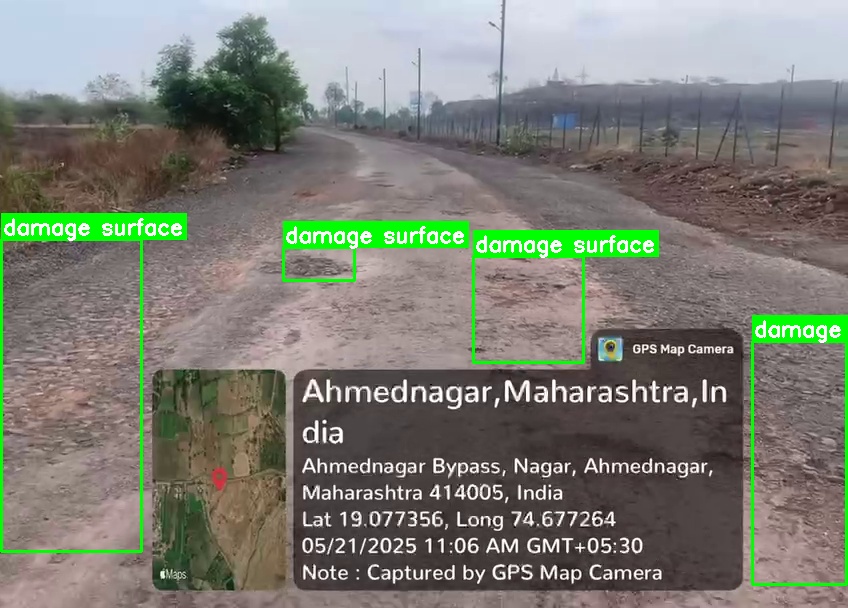 damage surface
damage surface
damage surface
damage
GPS Map Camera
Ahmednagar,Maharashtra,In
dia
Ahmednagar Bypass, Nagar, Ahmednagar,
Maharashtra 414005, India
Lat 19.077356, Long 74.677264
05/21/2025 11:06 AM GMT+05:30
Note : Captured by GPS Map Camera
Maps